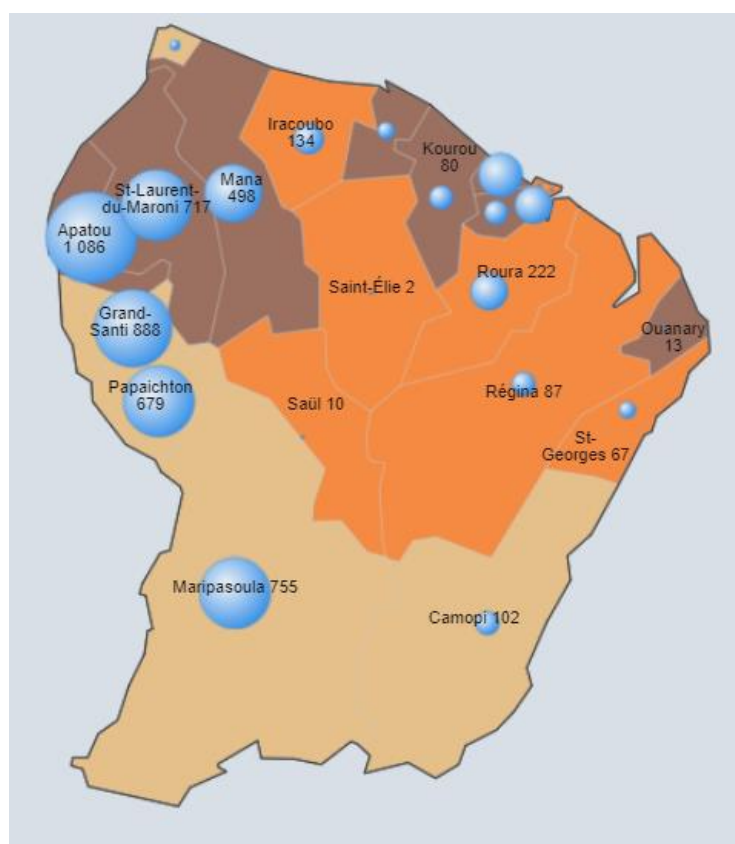 Iracoubo
134
Kourou
80
St-Laurent-
du-Maroni 717
Mana
498
Apatou
1 086
Roura 222
Saint-Élie 2
Grand-
Santi 888
Ouanary
13
Papaichton
679
Saül 10
Régina 87
St-
Georges 67
Maripasoula 755
Camopi 102